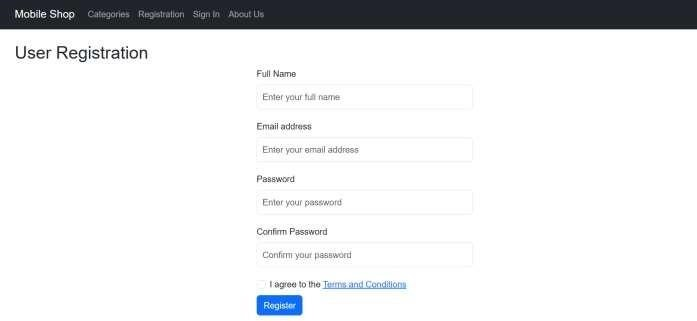 Mobile Shop Categories Registration Sign In About Us
User Registration
Full Name
Enter your full name
Email address
Enter your email address
Password
Enter your password
Confirm Password
Confirm your password
I agree to the Terms and Conditions
Register